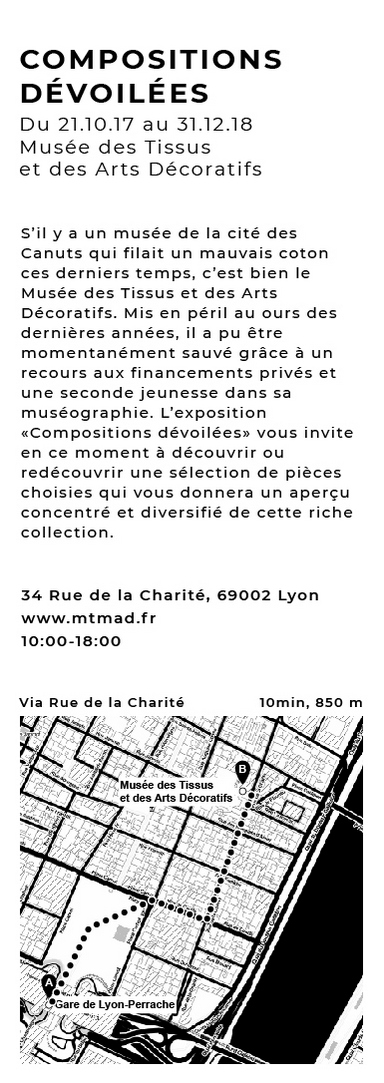 COMPOSITIONS
DÉVOILÉES
Du 21.10.17 au 31.12.18
Musée des Tissus
et des Arts Décoratifs
S'il y a un musée de la cité des
Canuts qui filait un mauvais coton
ces derniers temps, c'est bien le
Musée des Tissus et des Arts
Décoratifs. Mis en péril au ours des
dernières années, il a pu être
momentanément sauvé grâce à un
recours aux financements privés et
une seconde jeunesse dans sa
muséographie. L'exposition
«Compositions dévoilées» vous invite
en ce moment à découvrir ou
redécouvrir une sélection de pièces
choisies qui vous donnera un aperçu
concentré et diversifié de cette riche
collection.
34 Rue de la Charité, 69002 Lyon
www.mtmad.fr
10:00-18:00
Via Rue de la Charité 10min, 850 m
B
Musée des Tissus
et des Arts Décoratifs
A
Gare de Lyon-Perrache